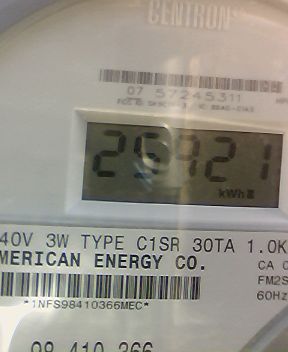 CENTRON
07 57245311
25921
kWh
40V 3W TYPE C1SR 30TA 1.0K
MERICAN ENERGY CO.
CA 0
FM2S
60Hz
*1NFS98410366MEC*
98 410 366